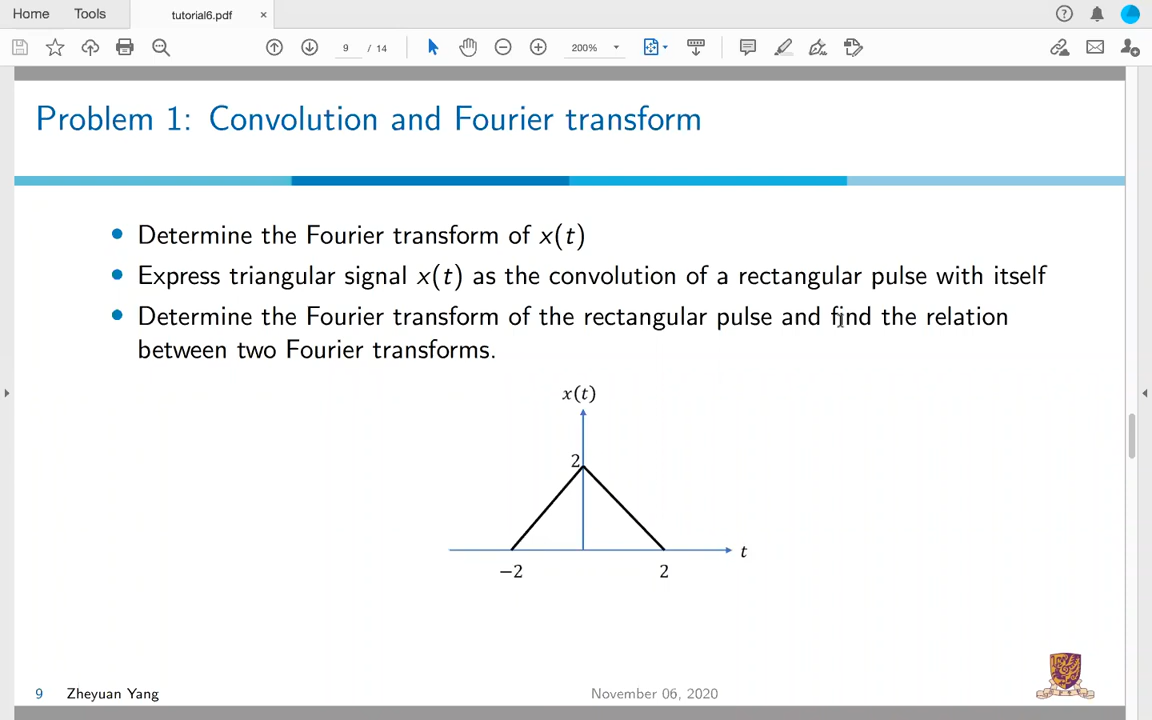 Home Tools tutorial6.pdf ×
9 / 14 200%
Problem 1: Convolution and Fourier transform
• Determine the Fourier transform of x(t)
• Express triangular signal x(t) as the convolution of a rectangular pulse with itself
• Determine the Fourier transform of the rectangular pulse and find the relation
between two Fourier transforms.
x(t)
2
t
−2 2
9 Zheyuan Yang November 06, 2020